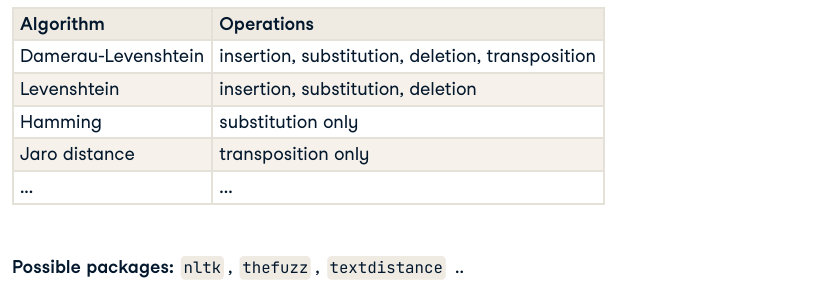 Algorithm Operations
Damerau-Levenshtein insertion, substitution, deletion, transposition
Levenshtein insertion, substitution, deletion
Hamming substitution only
Jaro distance transposition only
... ...
Possible packages: nltk , thefuzz , textdistance ..